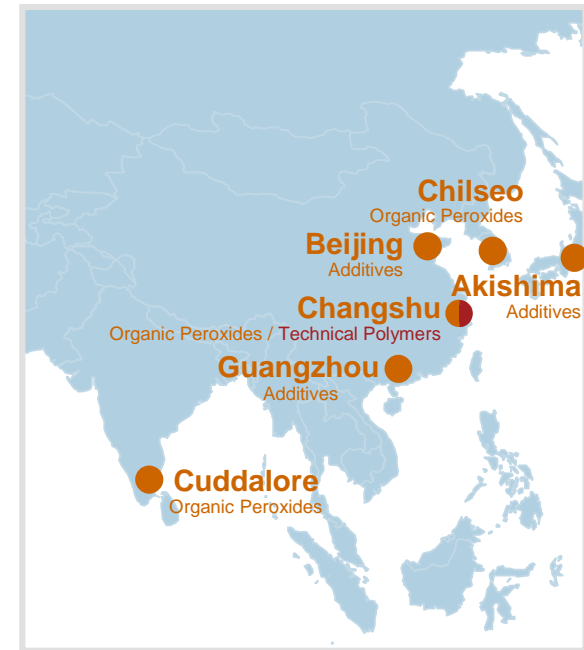 Chilseo
Organic Peroxides
Beijing
Additives
Akishima
Additives
Changshu
Organic Peroxides / Technical Polymers
Guangzhou
Additives
Cuddalore
Organic Peroxides